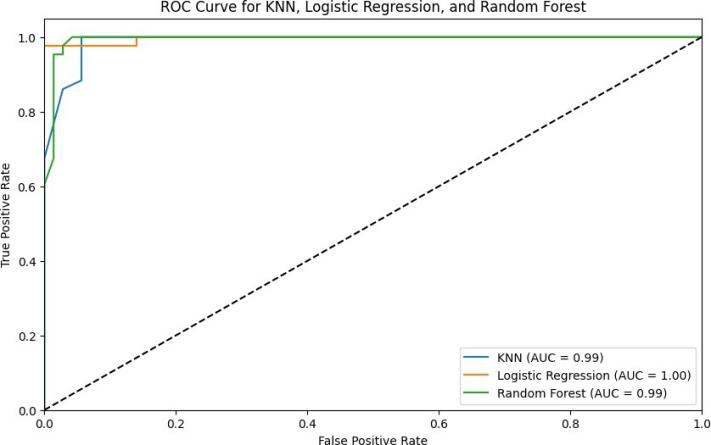 ROC Curve for KNN, Logistic Regression, and Random Forest
1.0
0.8
0.6
0.4
0.2
0.0
True Positive Rate
KNN (AUC = 0.99)
Logistic Regression (AUC = 1.00)
Random Forest (AUC = 0.99)
0.0 0.2 0.4 0.6 0.8 1.0
False Positive Rate